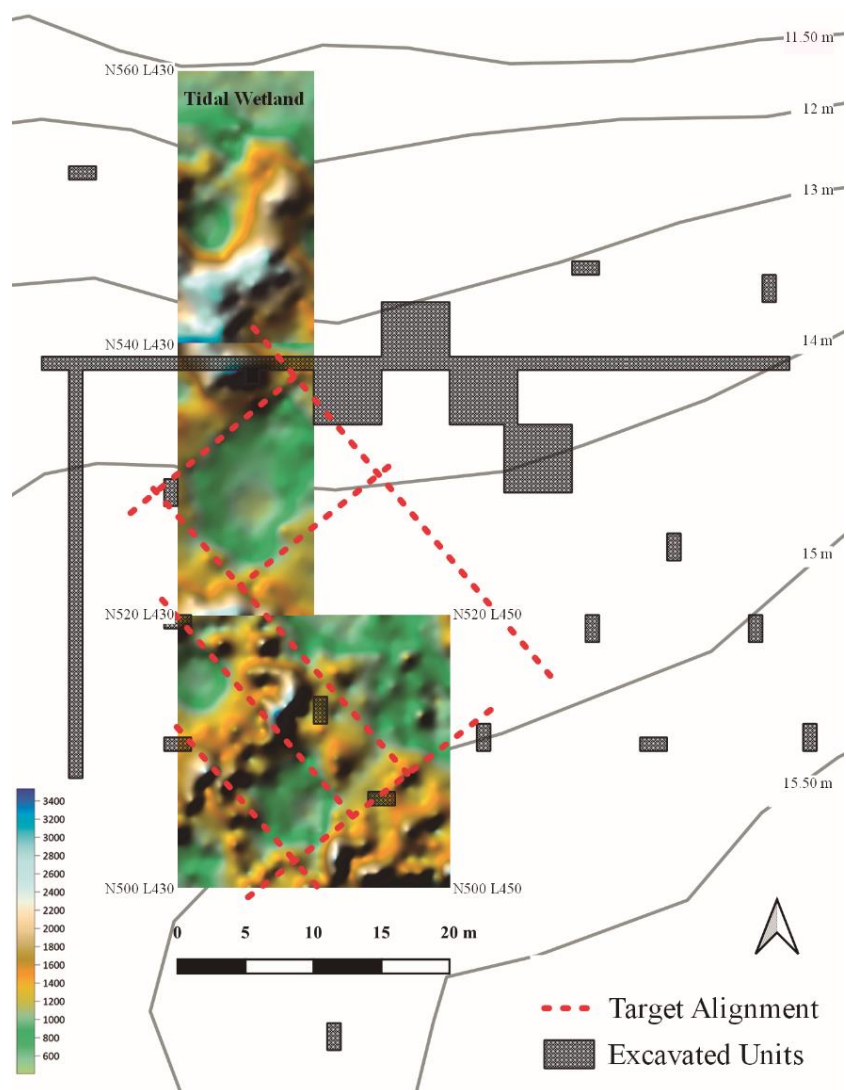 11.50 m
N560 L430
Tidal Wetland
12 m
13 m
N540 L430
14 m
15 m
N520 L430
N520 L450
15.50 m
3400
3200
3000
2800
2600
2400
2200
2000
1800
1600
1400
1200
1000
800
600
N500 L430
N500 L450
0 5 10 15 20 m
Target Alignment
Excavated Units